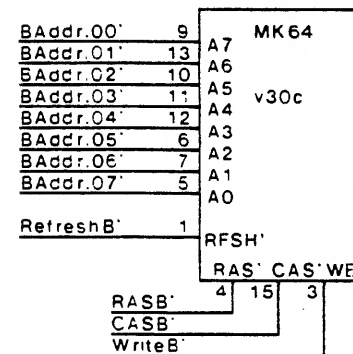 BAddr.00' 9 MK64
BAddr.01' 13 A7
BAddr.02' 10 A6
BAddr.03' 11 A5 v30c
BAddr.04' 12 A4
BAddr.05' 6 A3
BAddr.06' 7 A2
BAddr.07' 5 A1
A0
RefreshB' 1
RFSH'
RAS' CAS' WE
4 15 3
RASB'
CASB'
WriteB'